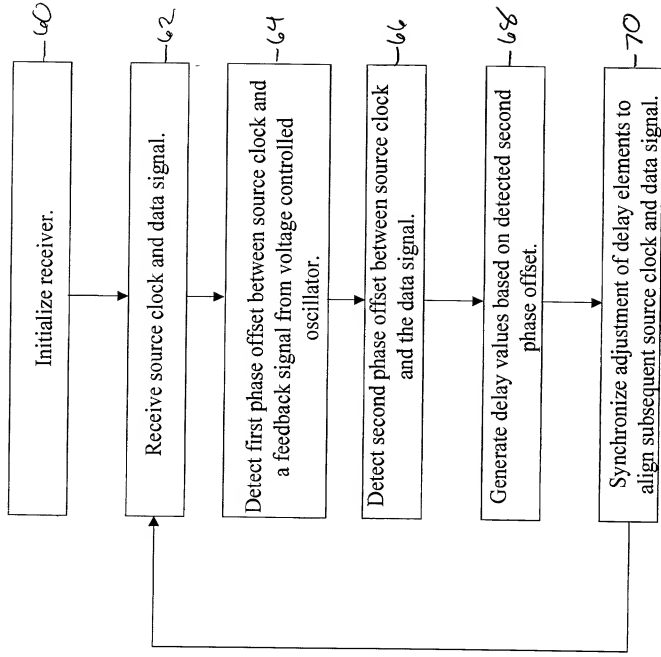 Initialize receiver.
60
Receive source clock and data signal.
62
Detect first phase offset between source clock and
a feedback signal from voltage controlled
oscillator.
64
Detect second phase offset between source clock
and the data signal.
66
Generate delay values based on detected second
phase offset.
68
Synchronize adjustment of delay elements to
align subsequent source clock and data signal.
70